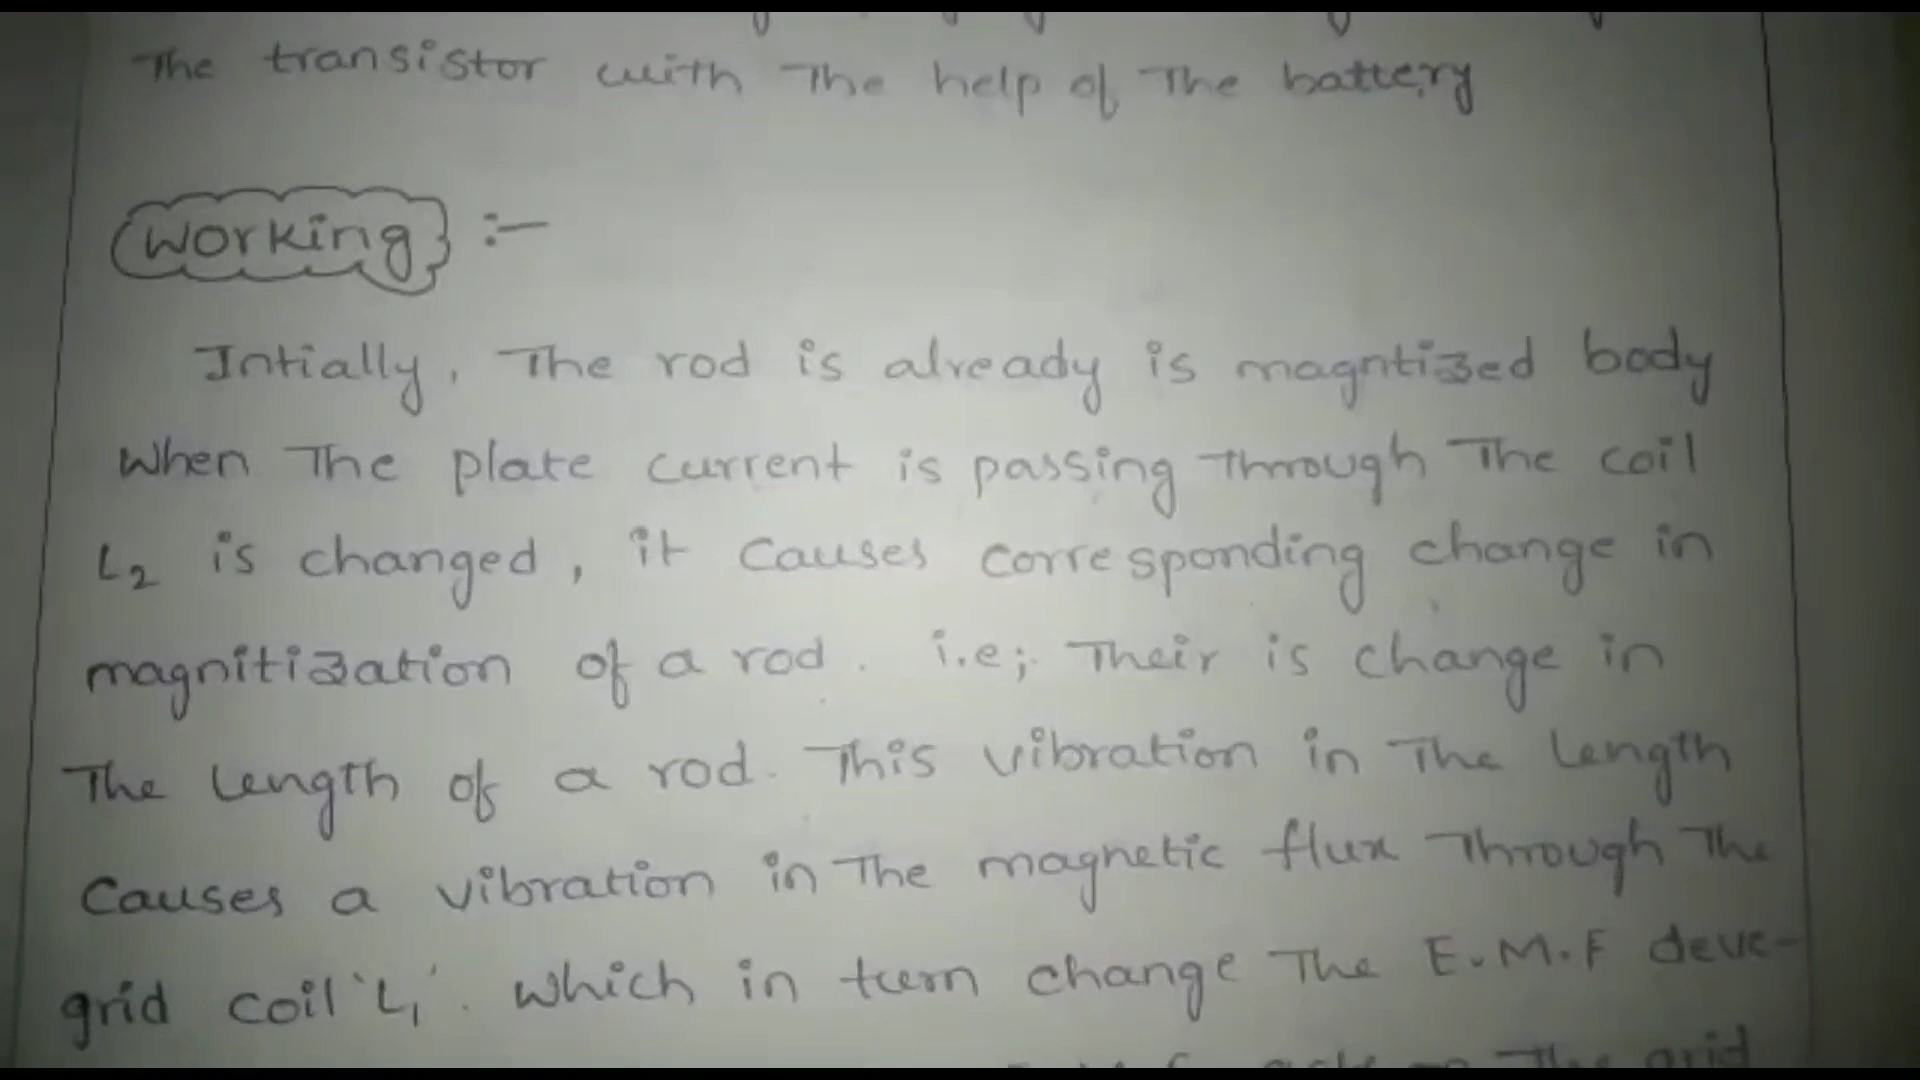 The transistor with The help of The battery
Working :-
Intially, The rod is already is magntized body
When The plate current is passing Through The coil
L2 is changed, it causes corresponding change in
magnitization of a rod. i.e; Their is change in
The length of a rod. This vibration in The length
Causes a vibration in The magnetic flux Through The
grid coil 'L1'. Which in turn change The E.M.F deve-
The grid